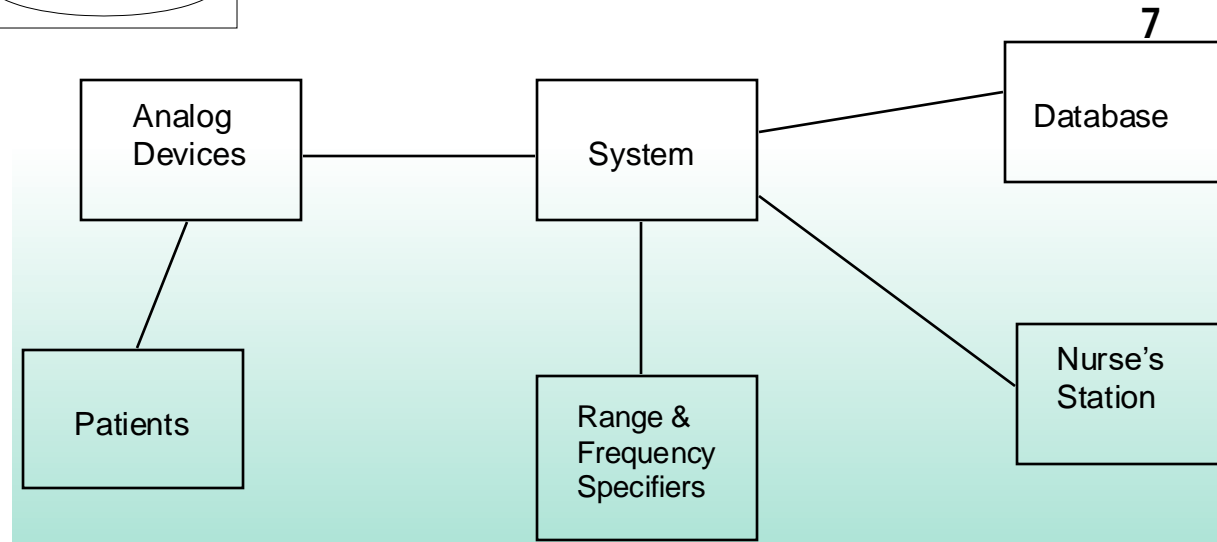 7
Analog
Devices
System
Database
Patients
Range &
Frequency
Specifiers
Nurse’s
Station